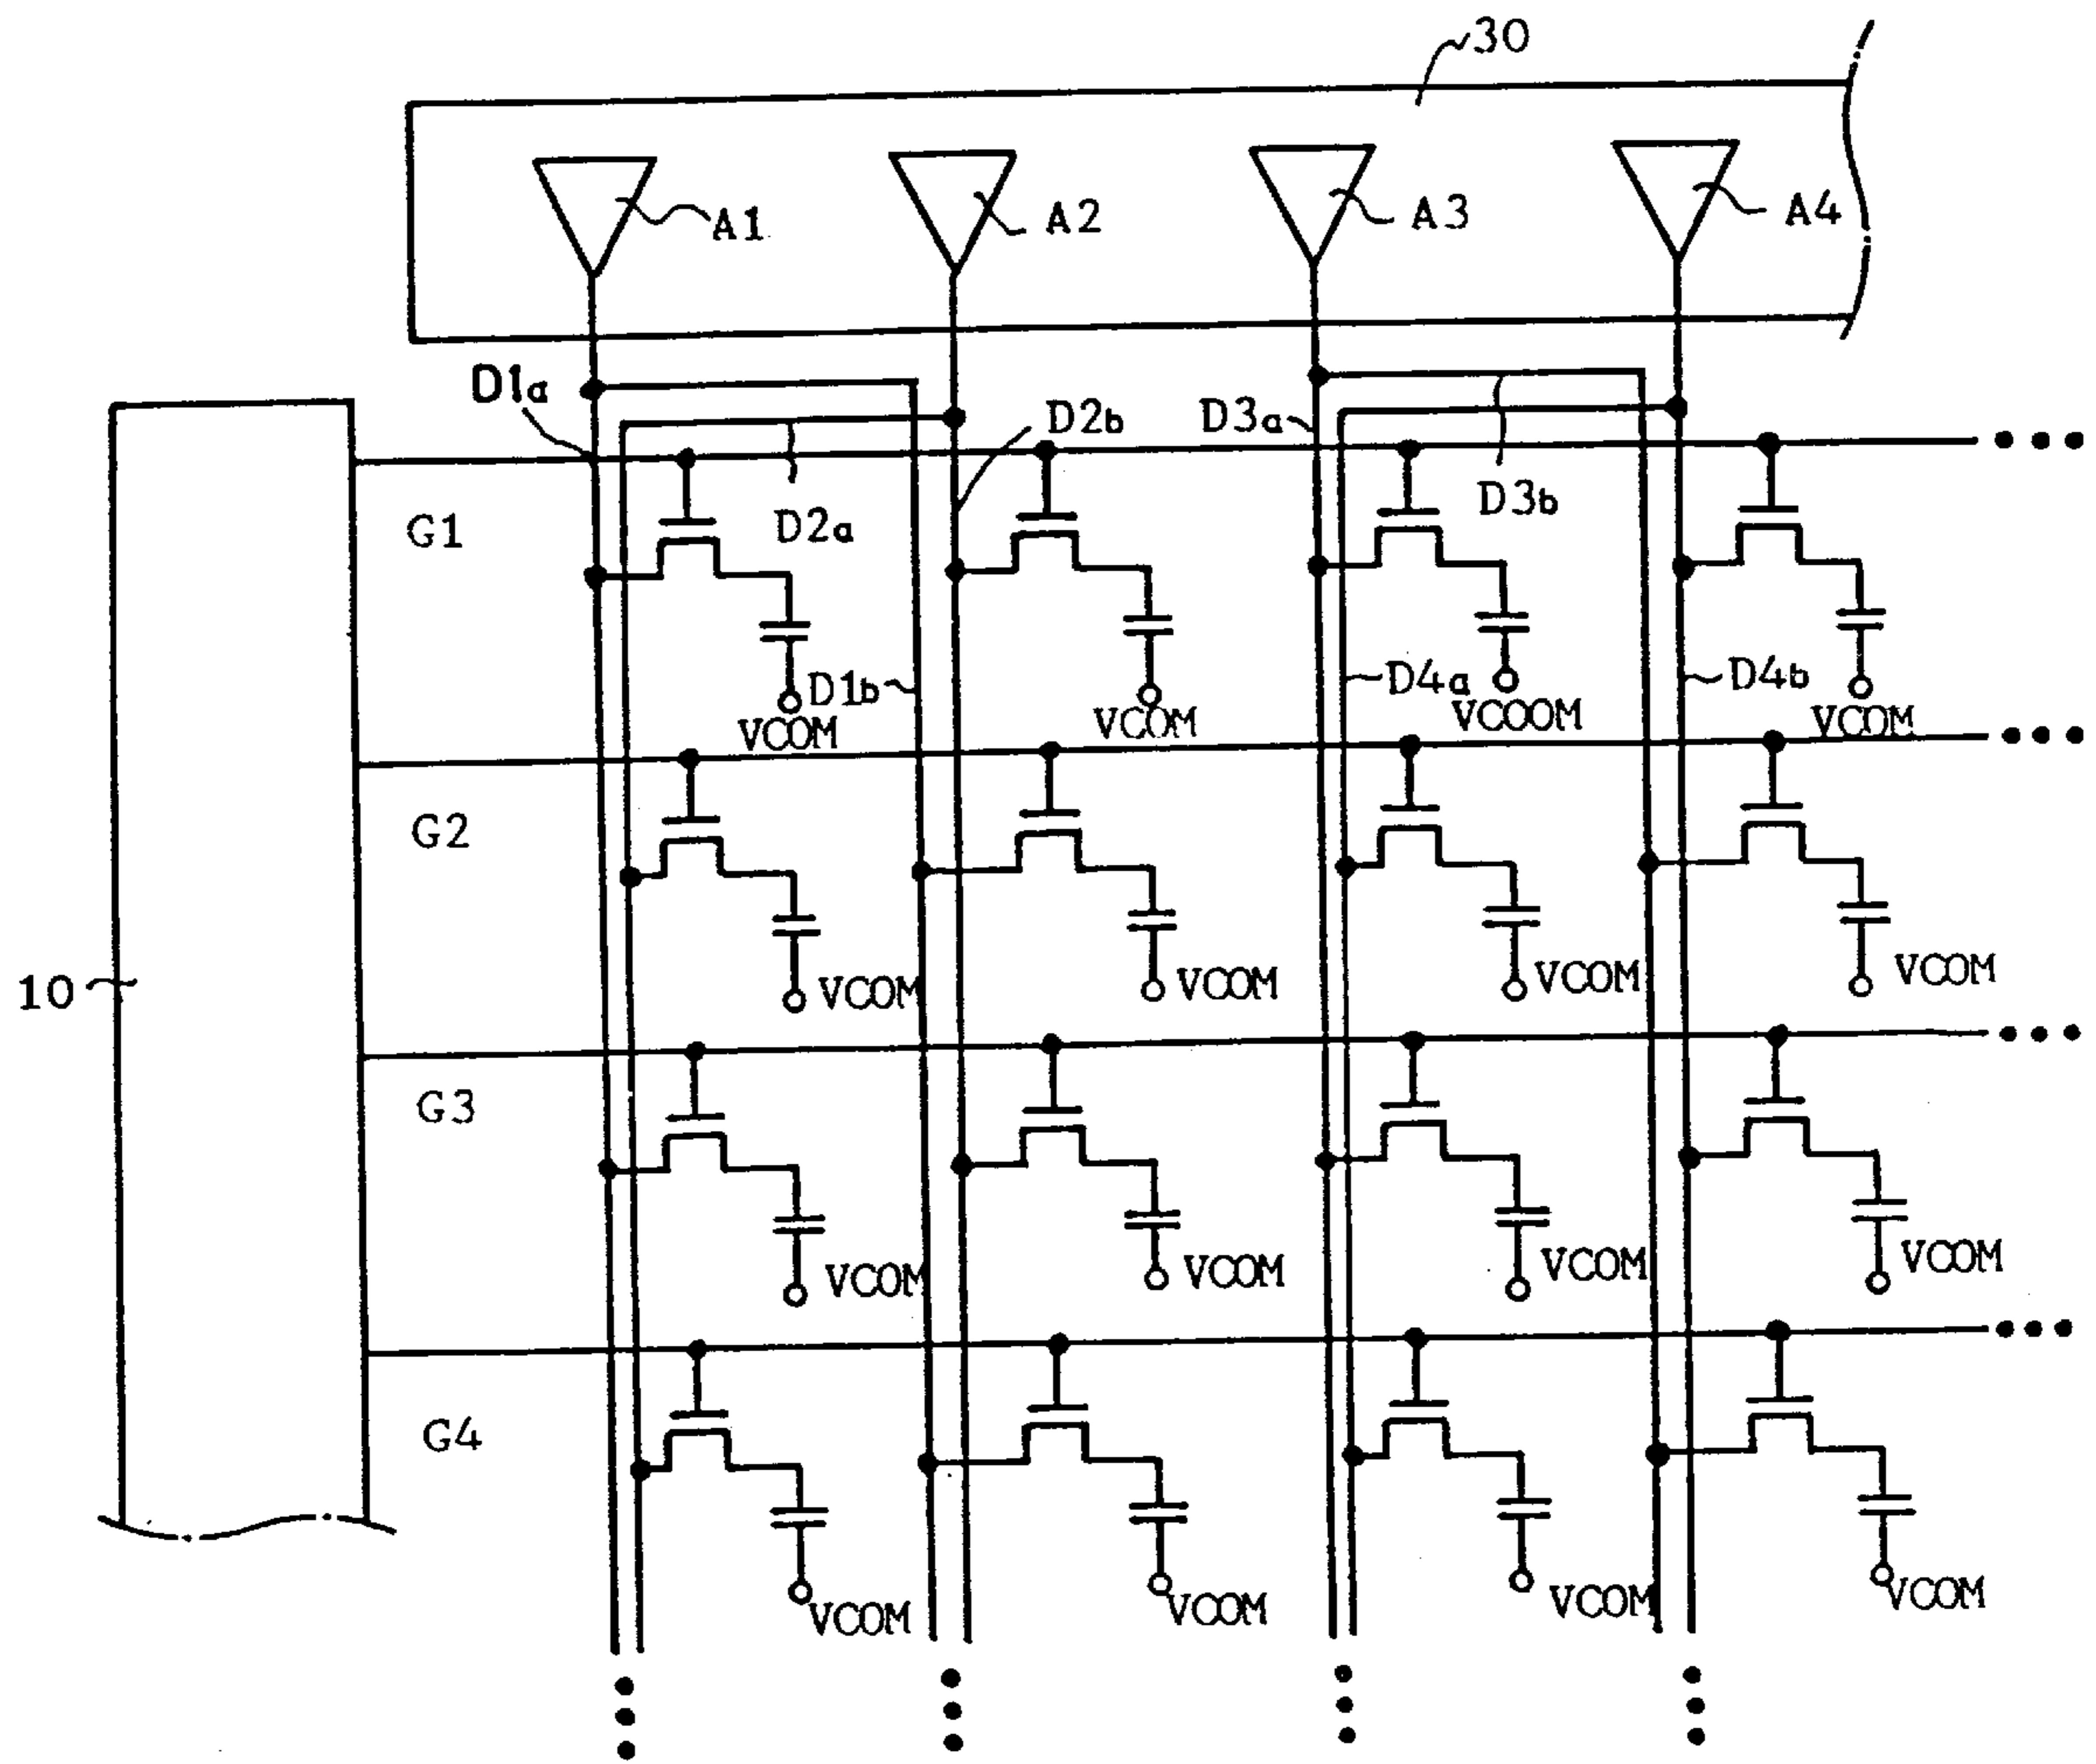 30
A1 A2 A3 A4
D1a D2b D3a
G1 D2a D3b
D1b D4a D4b
VCOM VCOM VCOOM VCOM
G2
10 VCOM VCOM VCOM VCOM
G3
VCOM VCOM VCOM VCOM
G4
VCOM VCOM VCOM VCOM